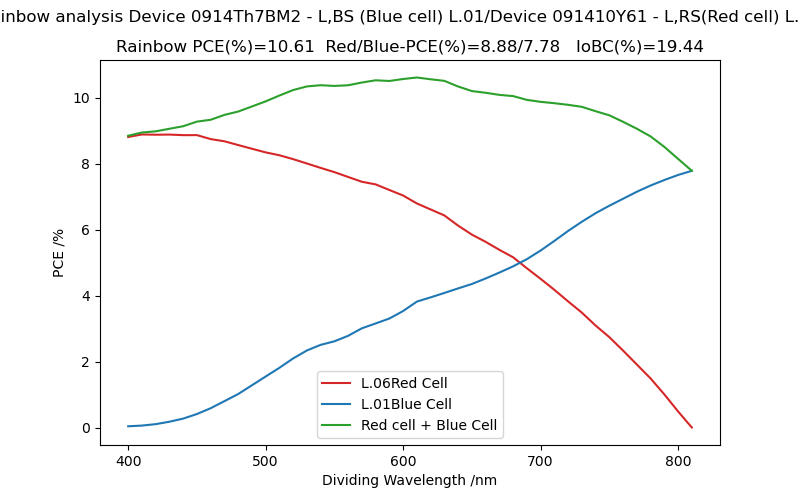 inbow analysis Device 0914Th7BM2 - L,BS (Blue cell) L.01/Device 091410Y61 - L,RS(Red cell) L.
Rainbow PCE(%)=10.61  Red/Blue-PCE(%)=8.88/7.78   IoBC(%)=19.44
PCE /%
10
8
6
4
2
0
L.06Red Cell
L.01Blue Cell
Red cell + Blue Cell
400 500 600 700 800
Dividing Wavelength /nm